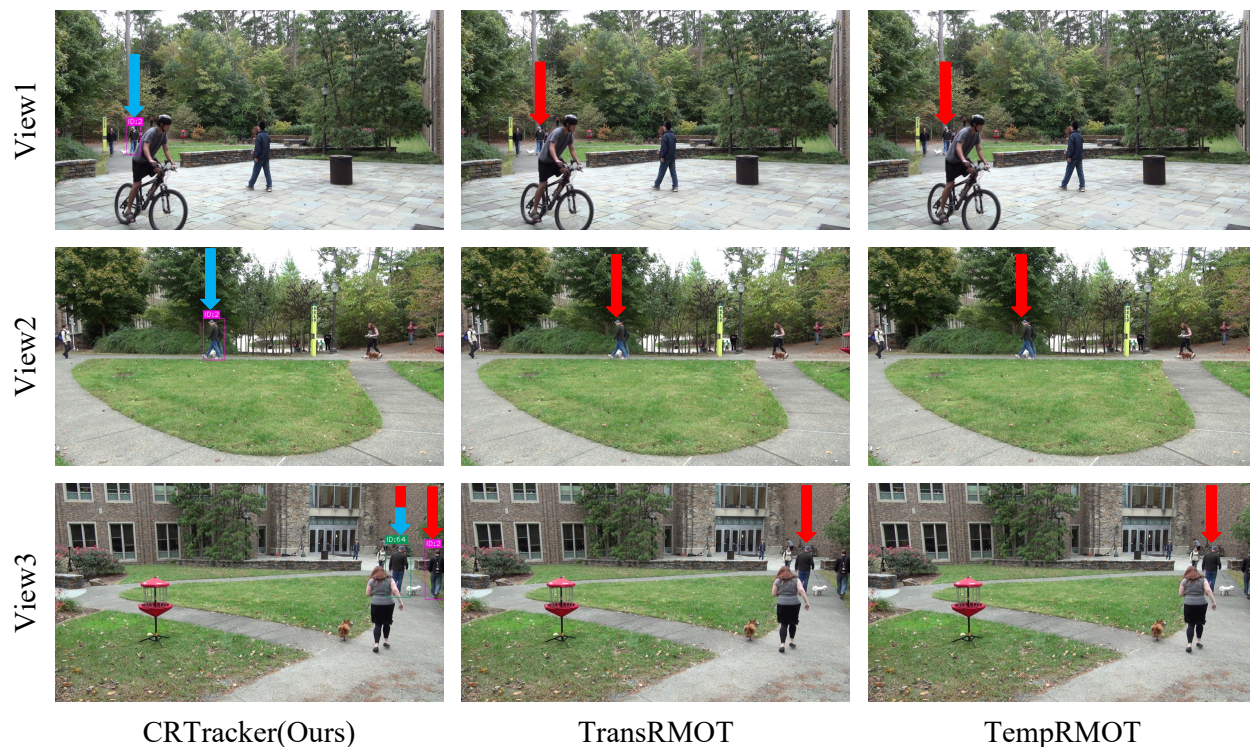 View1
ID:2
View2
ID:2
View3
ID:64
ID:2
CRTracker(Ours)
TransRMOT
TempRMOT